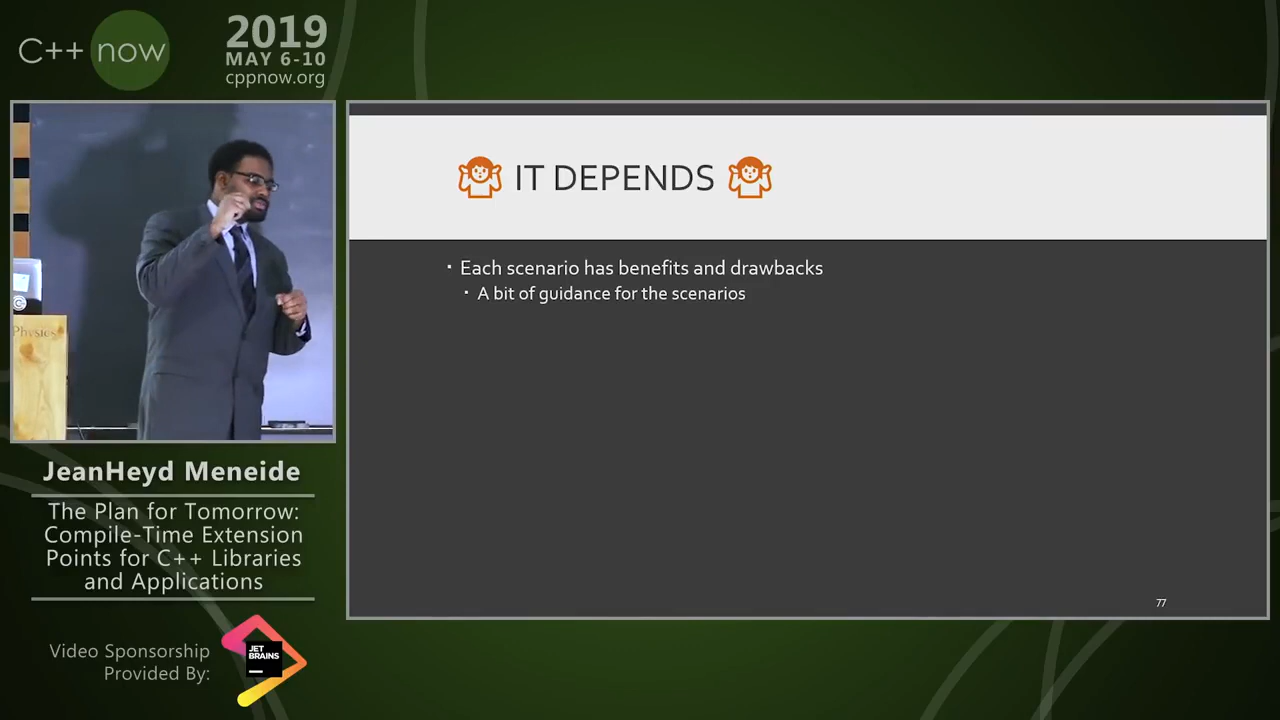 C++ now
2019
MAY 6-10
cppnow.org
IT DEPENDS
▪ Each scenario has benefits and drawbacks
▪ A bit of guidance for the scenarios
77
Physics
JeanHeyd Meneide
The Plan for Tomorrow:
Compile-Time Extension
Points for C++ Libraries
and Applications
Video Sponsorship
Provided By:
JET
BRAINS